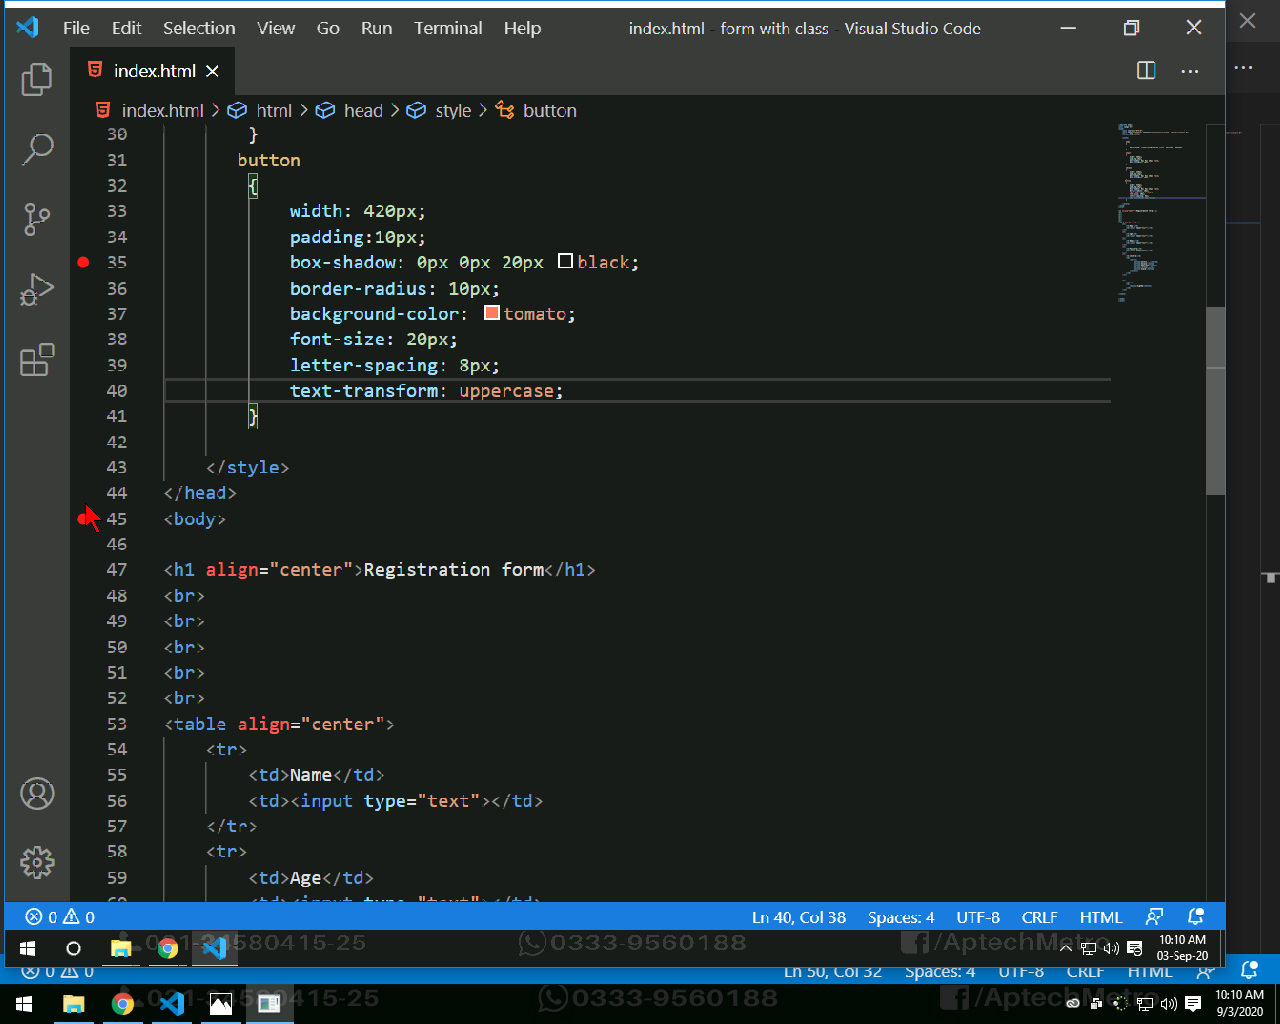 File Edit Selection View Go Run Terminal Help index.html - form with class - Visual Studio Code
index.html
index.html > html > head > style > button
30 }
31 button
32 {
33 width: 420px;
34 padding:10px;
35 box-shadow: 0px 0px 20px black;
36 border-radius: 10px;
37 background-color: tomato;
38 font-size: 20px;
39 letter-spacing: 8px;
40 text-transform: uppercase;
41 }
42
43 </style>
44 </head>
45 <body>
46
47 <h1 align="center">Registration form</h1>
48 <br>
49 <br>
50 <br>
51 <br>
52 <br>
53 <table align="center">
54 <tr>
55 <td>Name</td>
56 <td><input type="text"></td>
57 </tr>
58 <tr>
59 <td>Age</td>
60 <td><input type="text"></td>
0 0 Ln 40, Col 38 Spaces: 4 UTF-8 CRLF HTML
0333-9560188 /AptechMetro
10:10 AM
03-Sep-20
0 0 Ln 50, Col 32 Spaces: 4 UTF-8 CRLF HTML
0333-9560188 /AptechMetro
10:10 AM
9/3/2020